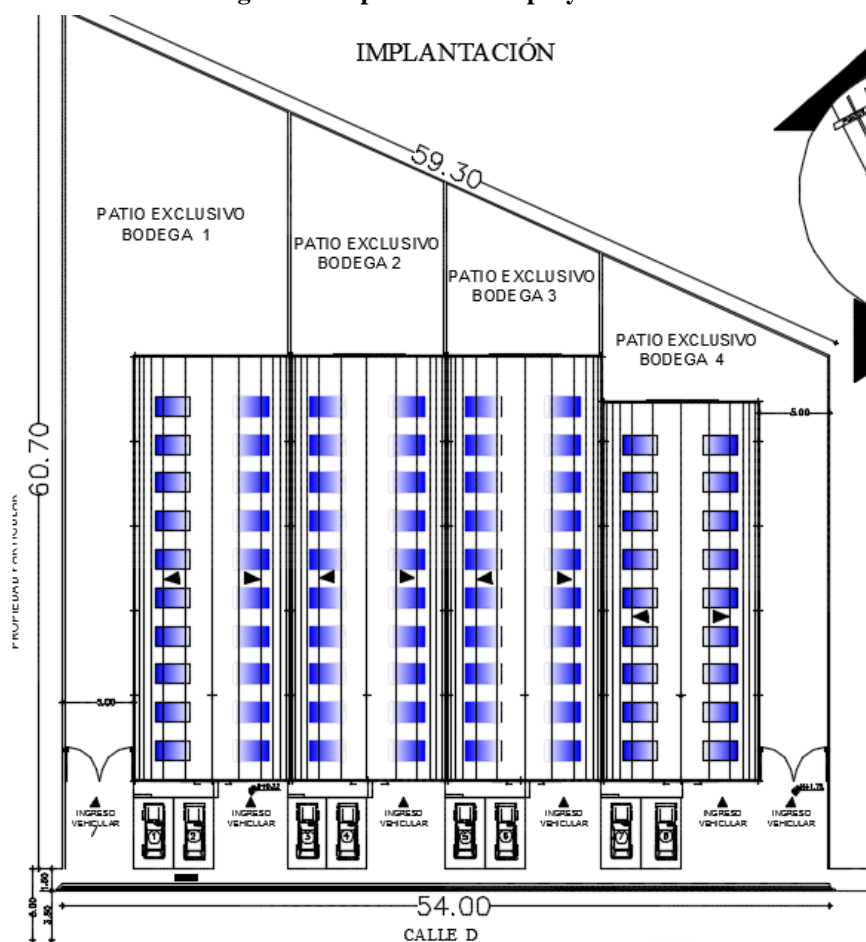 IMPLANTACIÓN
59.30
PATIO EXCLUSIVO
BODEGA 1
PATIO EXCLUSIVO
BODEGA 2
PATIO EXCLUSIVO
BODEGA 3
PATIO EXCLUSIVO
BODEGA 4
5.00
60.70
INGRESO
VEHICULAR
INGRESO
VEHICULAR
INGRESO
VEHICULAR
INGRESO
VEHICULAR
INGRESO
VEHICULAR
INGRESO
VEHICULAR
1 2 3 4 5 6 7 8
54.00
CALLE D